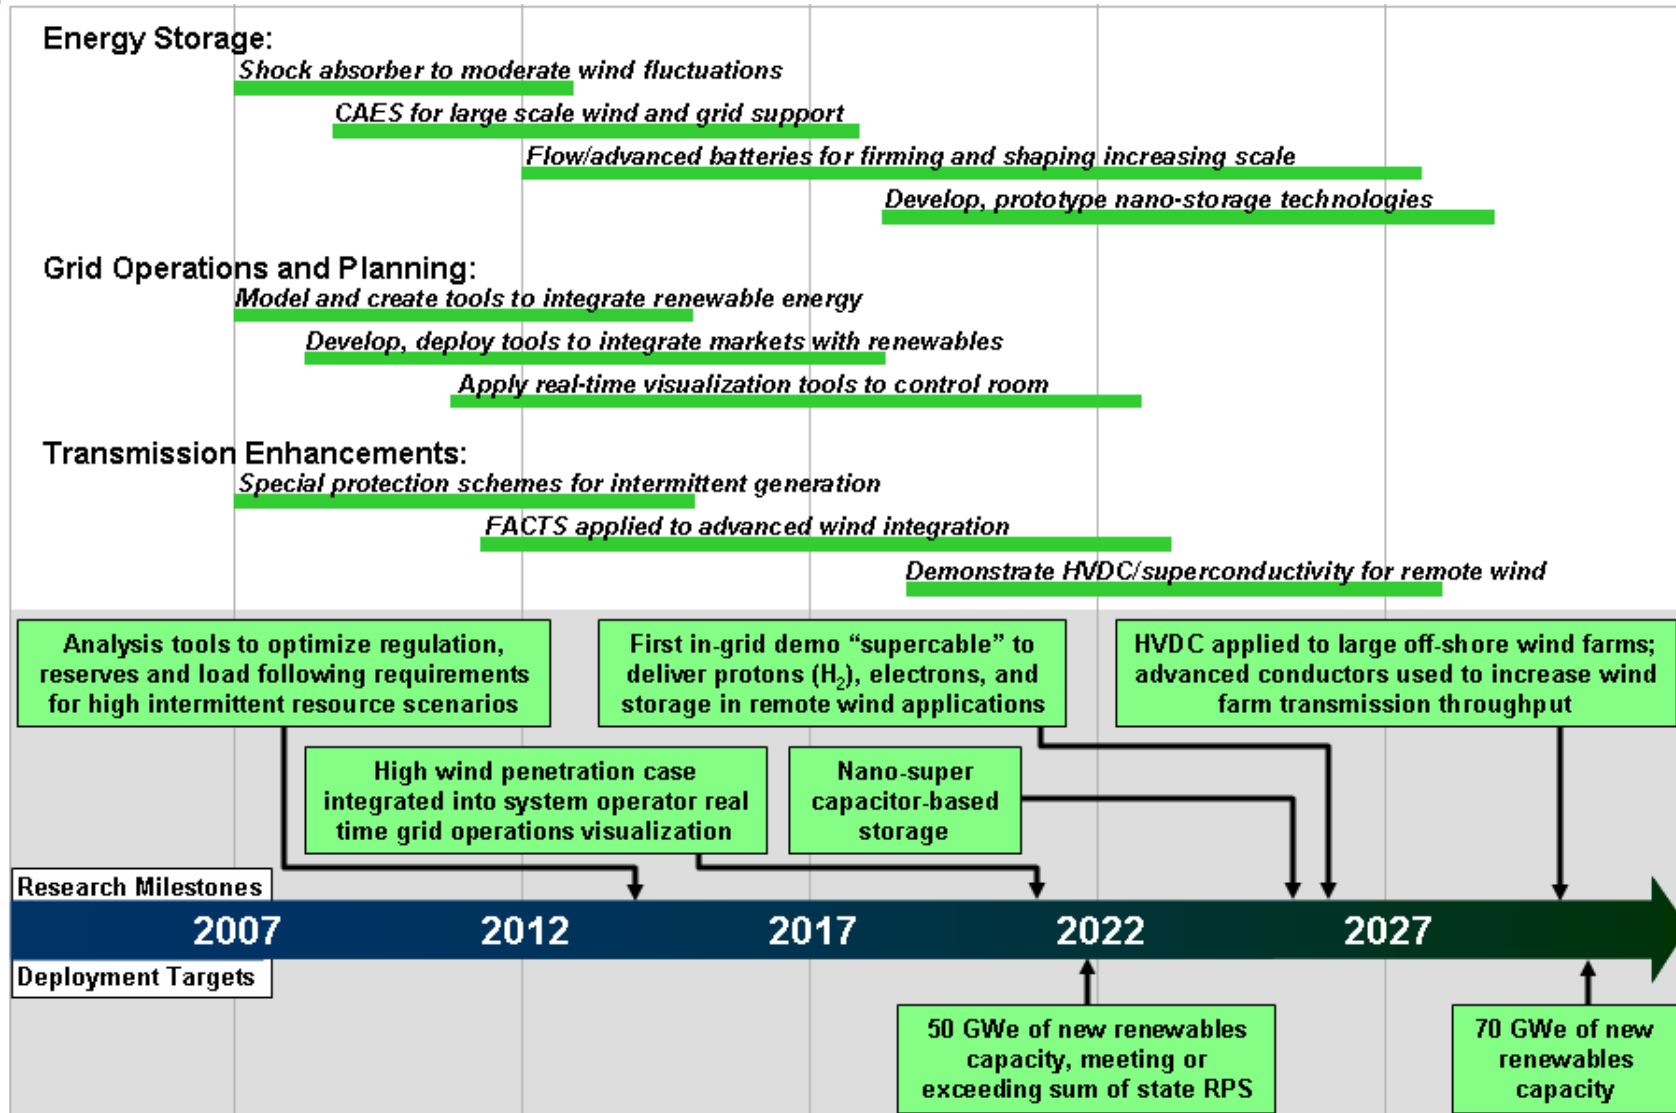 Energy Storage:
Shock absorber to moderate wind fluctuations
CAES for large scale wind and grid support
Flow/advanced batteries for firming and shaping increasing scale
Develop, prototype nano-storage technologies
Grid Operations and Planning:
Model and create tools to integrate renewable energy
Develop, deploy tools to integrate markets with renewables
Apply real-time visualization tools to control room
Transmission Enhancements:
Special protection schemes for intermittent generation
FACTS applied to advanced wind integration
Demonstrate HVDC/superconductivity for remote wind
Analysis tools to optimize regulation,
reserves and load following requirements
for high intermittent resource scenarios
First in-grid demo “supercable” to
deliver protons (H₂), electrons, and
storage in remote wind applications
HVDC applied to large off-shore wind farms;
advanced conductors used to increase wind
farm transmission throughput
High wind penetration case
integrated into system operator real
time grid operations visualization
Nano-super
capacitor-based
storage
Research Milestones
2007 2012 2017 2022 2027
Deployment Targets
50 GWe of new renewables
capacity, meeting or
exceeding sum of state RPS
70 GWe of new
renewables
capacity